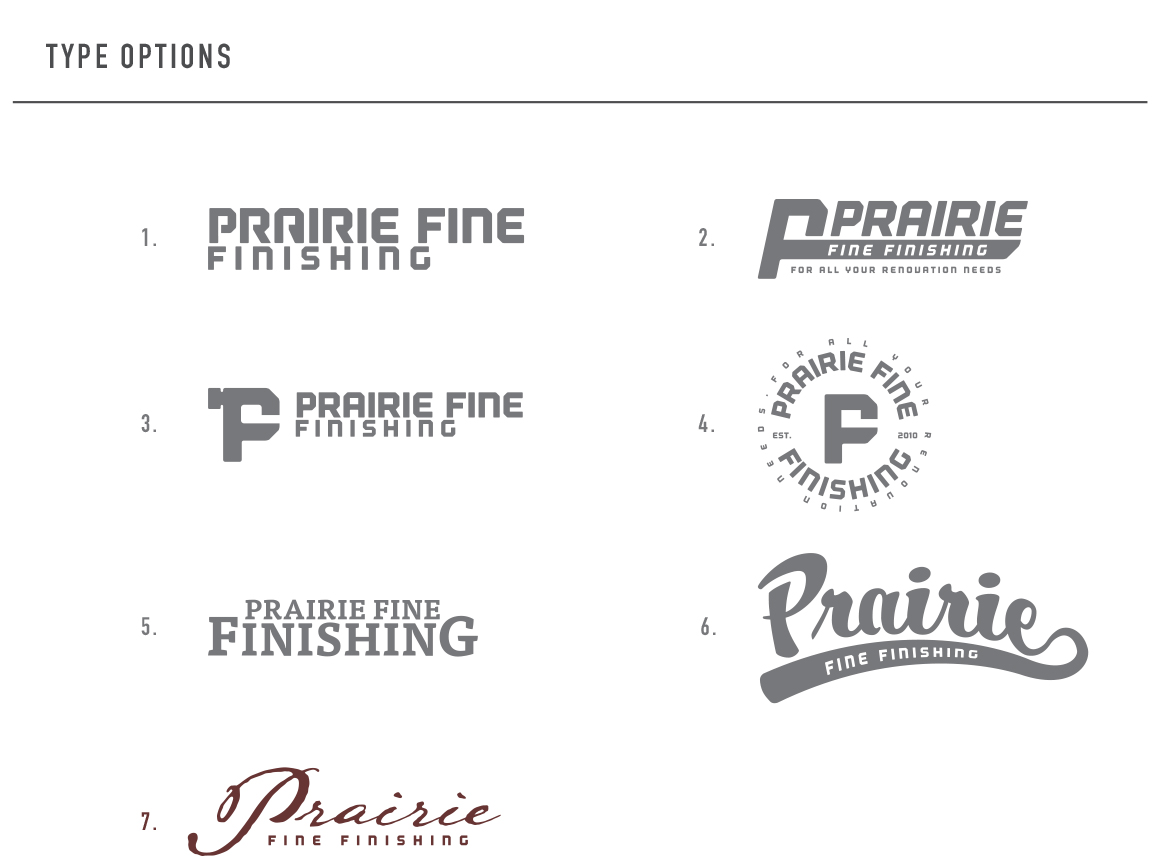 TYPE OPTIONS
1.
PRAIRIE FINE
FINISHING
2.
PRAIRIE
FINE FINISHING
FOR ALL YOUR RENOVATION NEEDS
3.
PRAIRIE FINE
FINISHING
4.
FOR ALL YOUR RENOVATION NEEDS
PRAIRIE FINE
EST.
F
2010
FINISHING
5.
PRAIRIE FINE
FINISHING
6.
Prairie
FINE FINISHING
7.
Prairie
FINE FINISHING